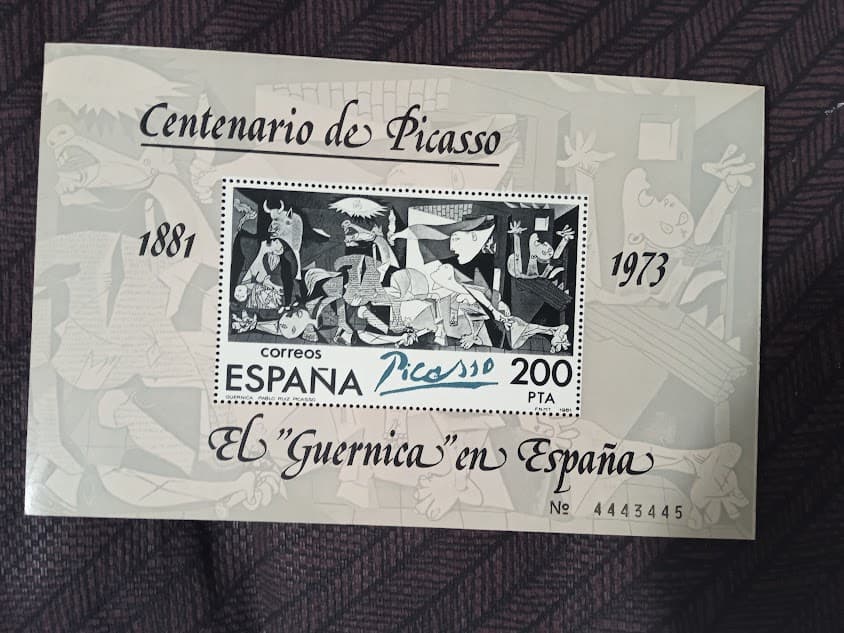 Centenario de Picasso
1881
1973
correos
Picasso
200
ESPAÑA
PTA
GUERNICA. PABLO RUIZ PICASSO
F.N.M.T. 1981
El "Guernica" en España
Nº 4443445